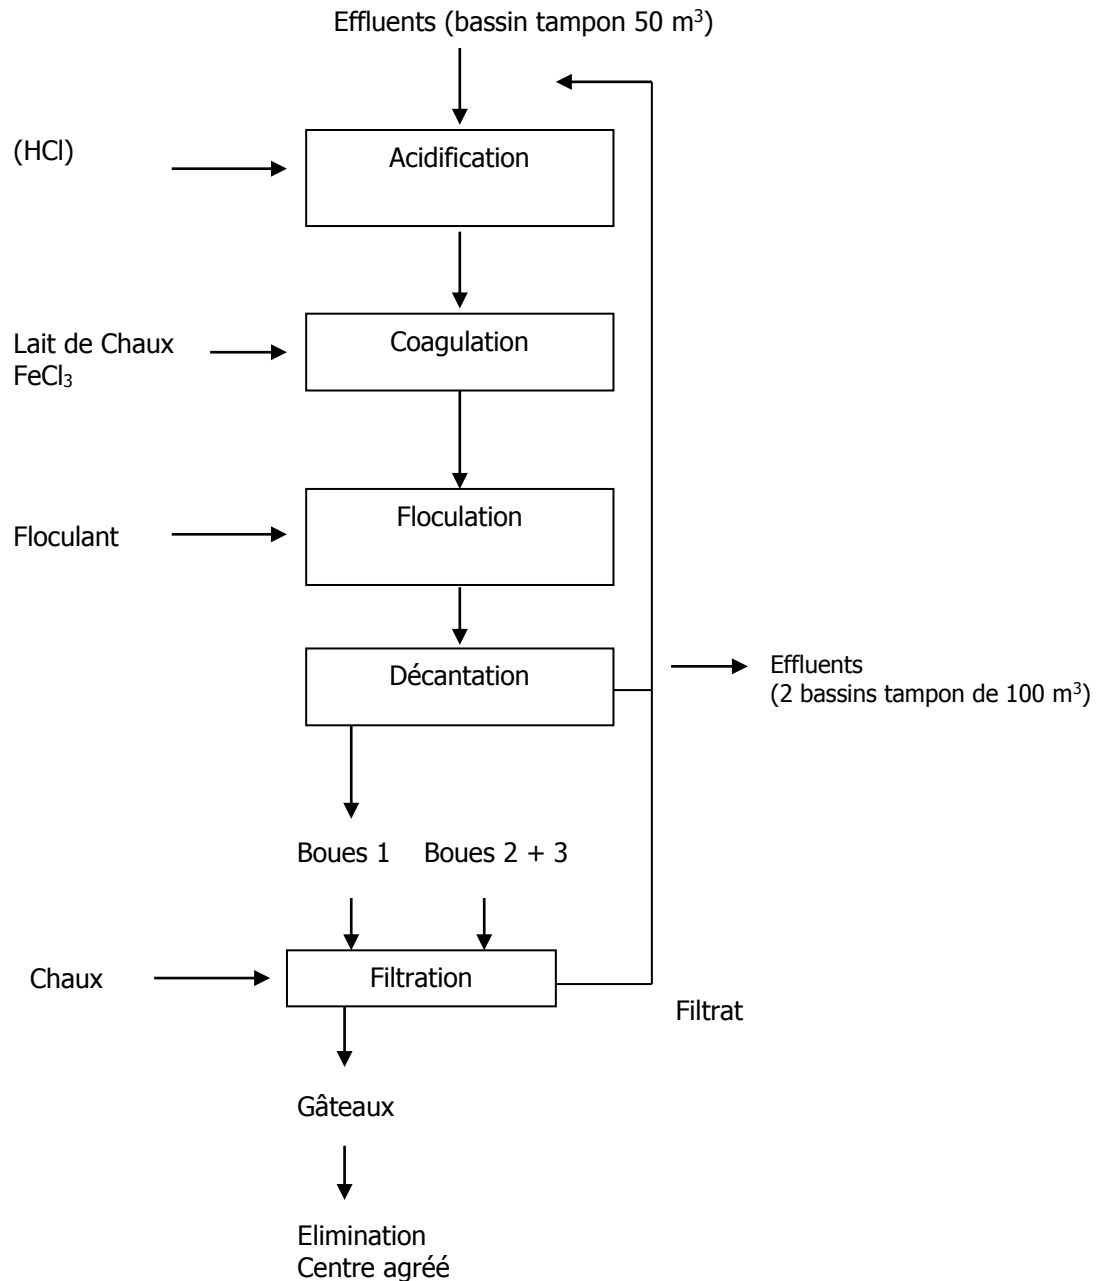 Effluents (bassin tampon 50 m³)
(HCl)
Acidification
Lait de Chaux
FeCl₃
Coagulation
Floculant
Floculation
Décantation
Effluents
(2 bassins tampon de 100 m³)
Boues 1
Boues 2 + 3
Chaux
Filtration
Filtrat
Gâteaux
Elimination
Centre agréé